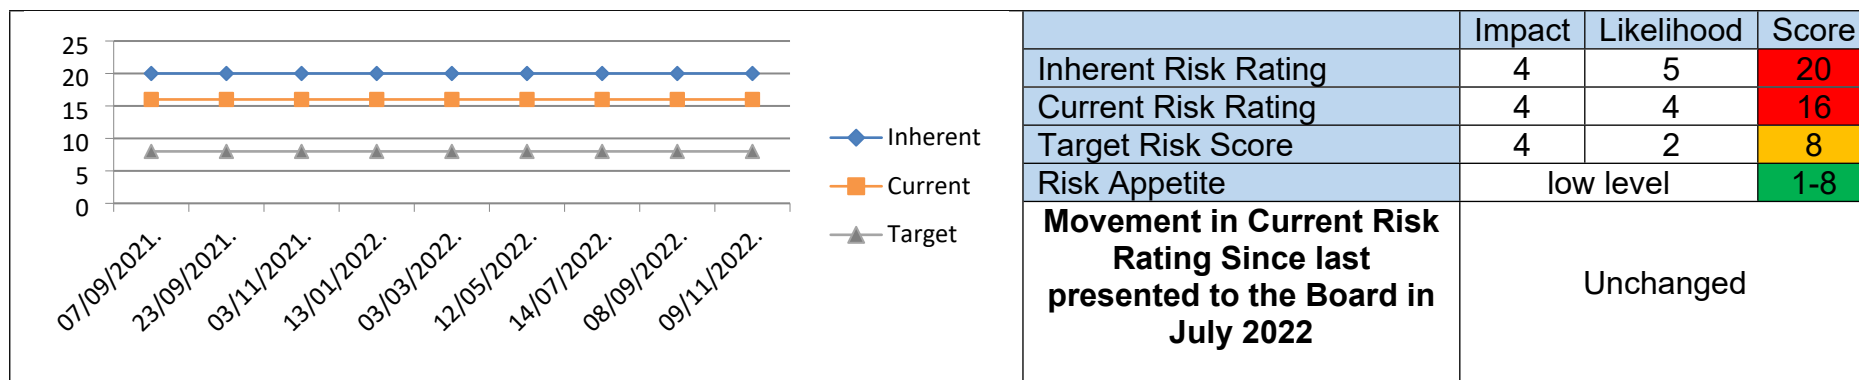 25
20
15
10
5
0
07/09/2021.
23/09/2021.
03/11/2021.
13/01/2022.
03/03/2022.
12/05/2022.
14/07/2022.
08/09/2022.
09/11/2022.
Inherent
Current
Target
Impact Likelihood Score
Inherent Risk Rating 4 5 20
Current Risk Rating 4 4 16
Target Risk Score 4 2 8
Risk Appetite low level 1-8
Movement in Current Risk
Rating Since last
presented to the Board in
July 2022
Unchanged